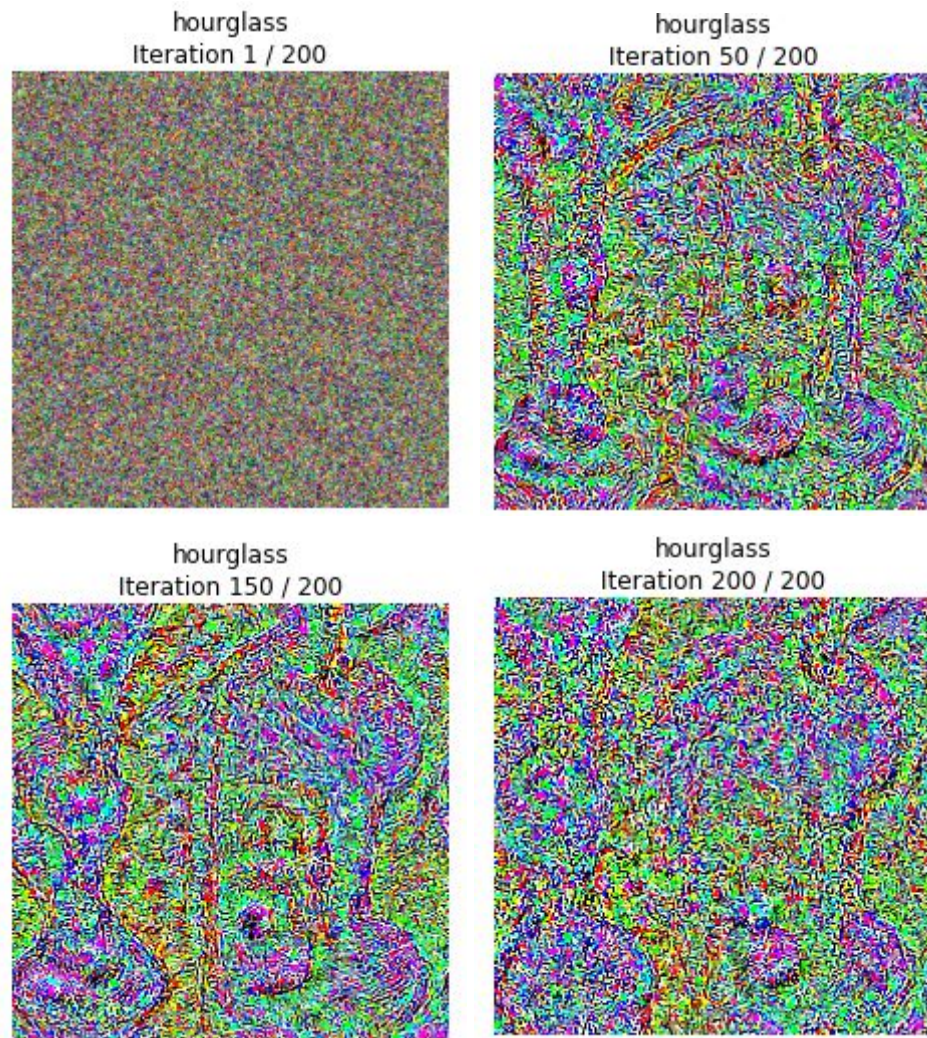 hourglass
Iteration 1 / 200
hourglass
Iteration 50 / 200
hourglass
Iteration 150 / 200
hourglass
Iteration 200 / 200